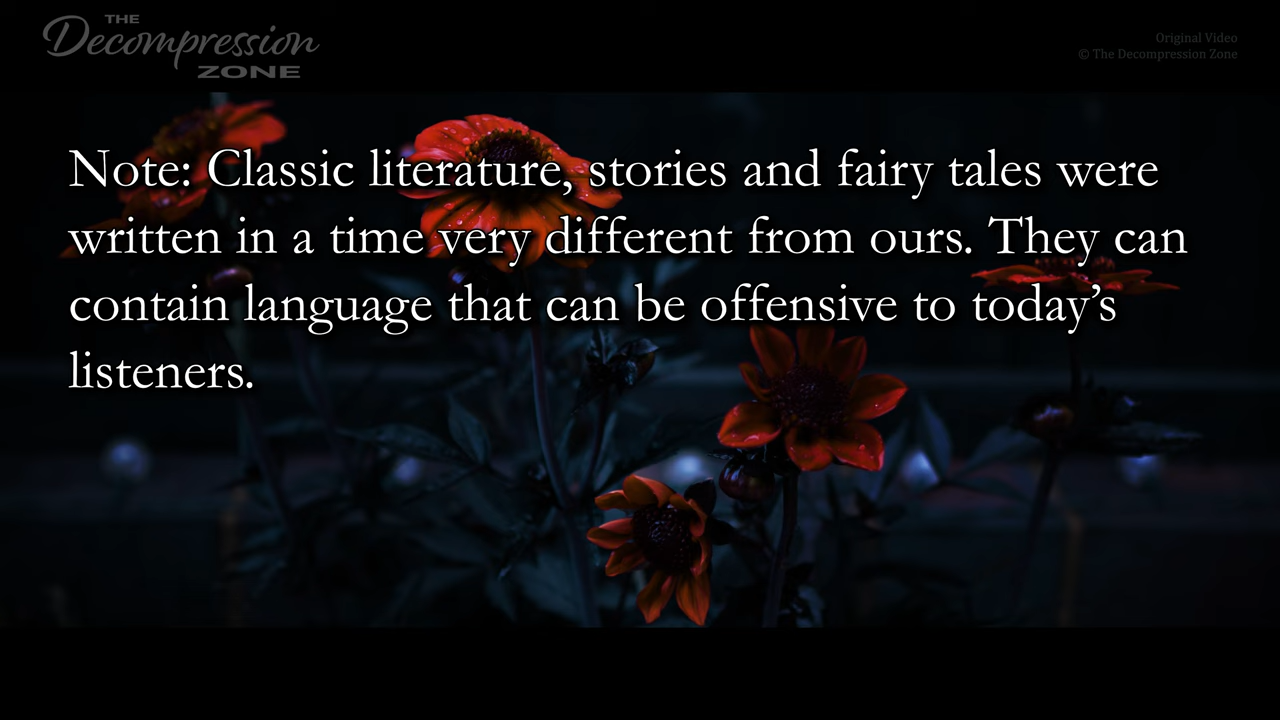 THE
Decompression
ZONE
Original Video
© The Decompression Zone
Note: Classic literature, stories and fairy tales were
written in a time very different from ours. They can
contain language that can be offensive to today’s
listeners.